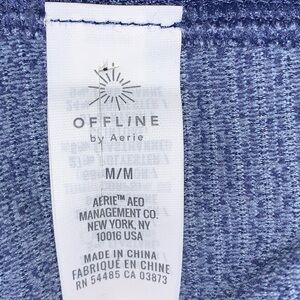 OFFLINE
by Aerie
M/M
AERIE™ AEO
MANAGEMENT CO.
NEW YORK, NY
10016 USA
MADE IN CHINA
FABRIQUÉ EN CHINE
RN 54485 CA 03873